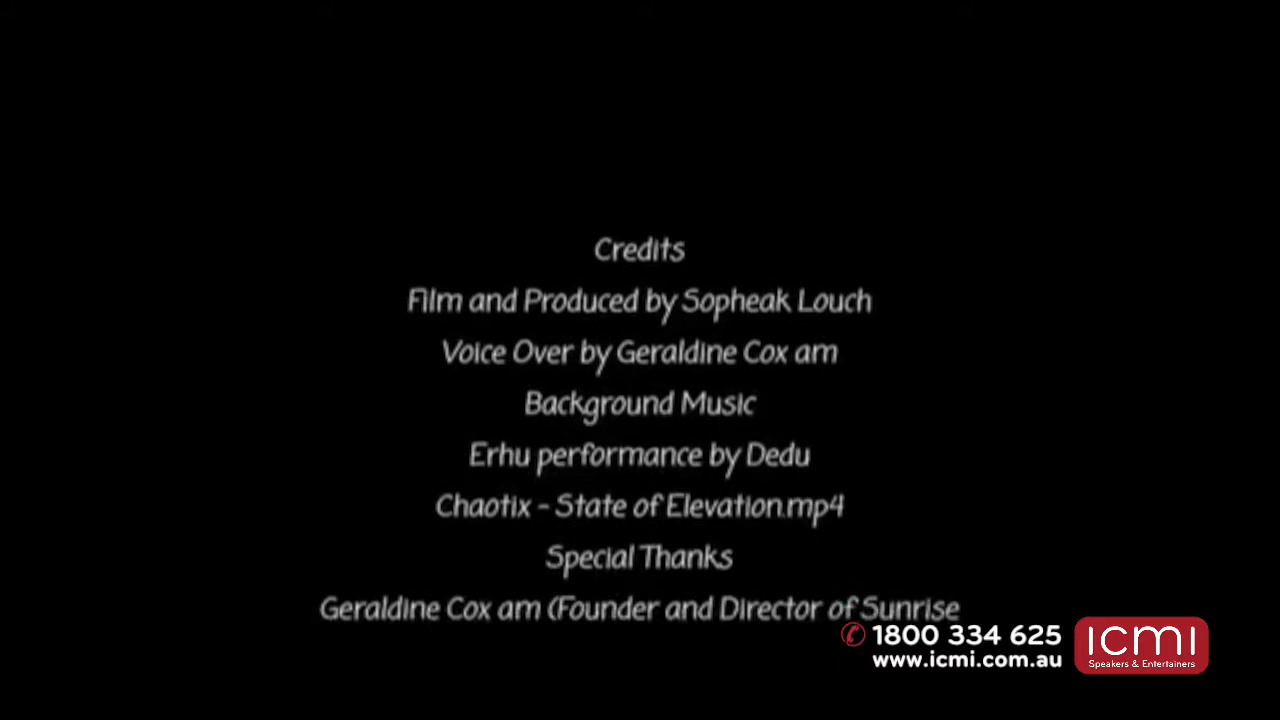 Credits
Film and Produced by Sopheak Louch
Voice Over by Geraldine Cox am
Background Music
Erhu performance by Dedu
Chaotix - State of Elevation.mp4
Special Thanks
Geraldine Cox am (Founder and Director of Sunrise
1800 334 625
www.icmi.com.au
icmi
Speakers & Entertainers